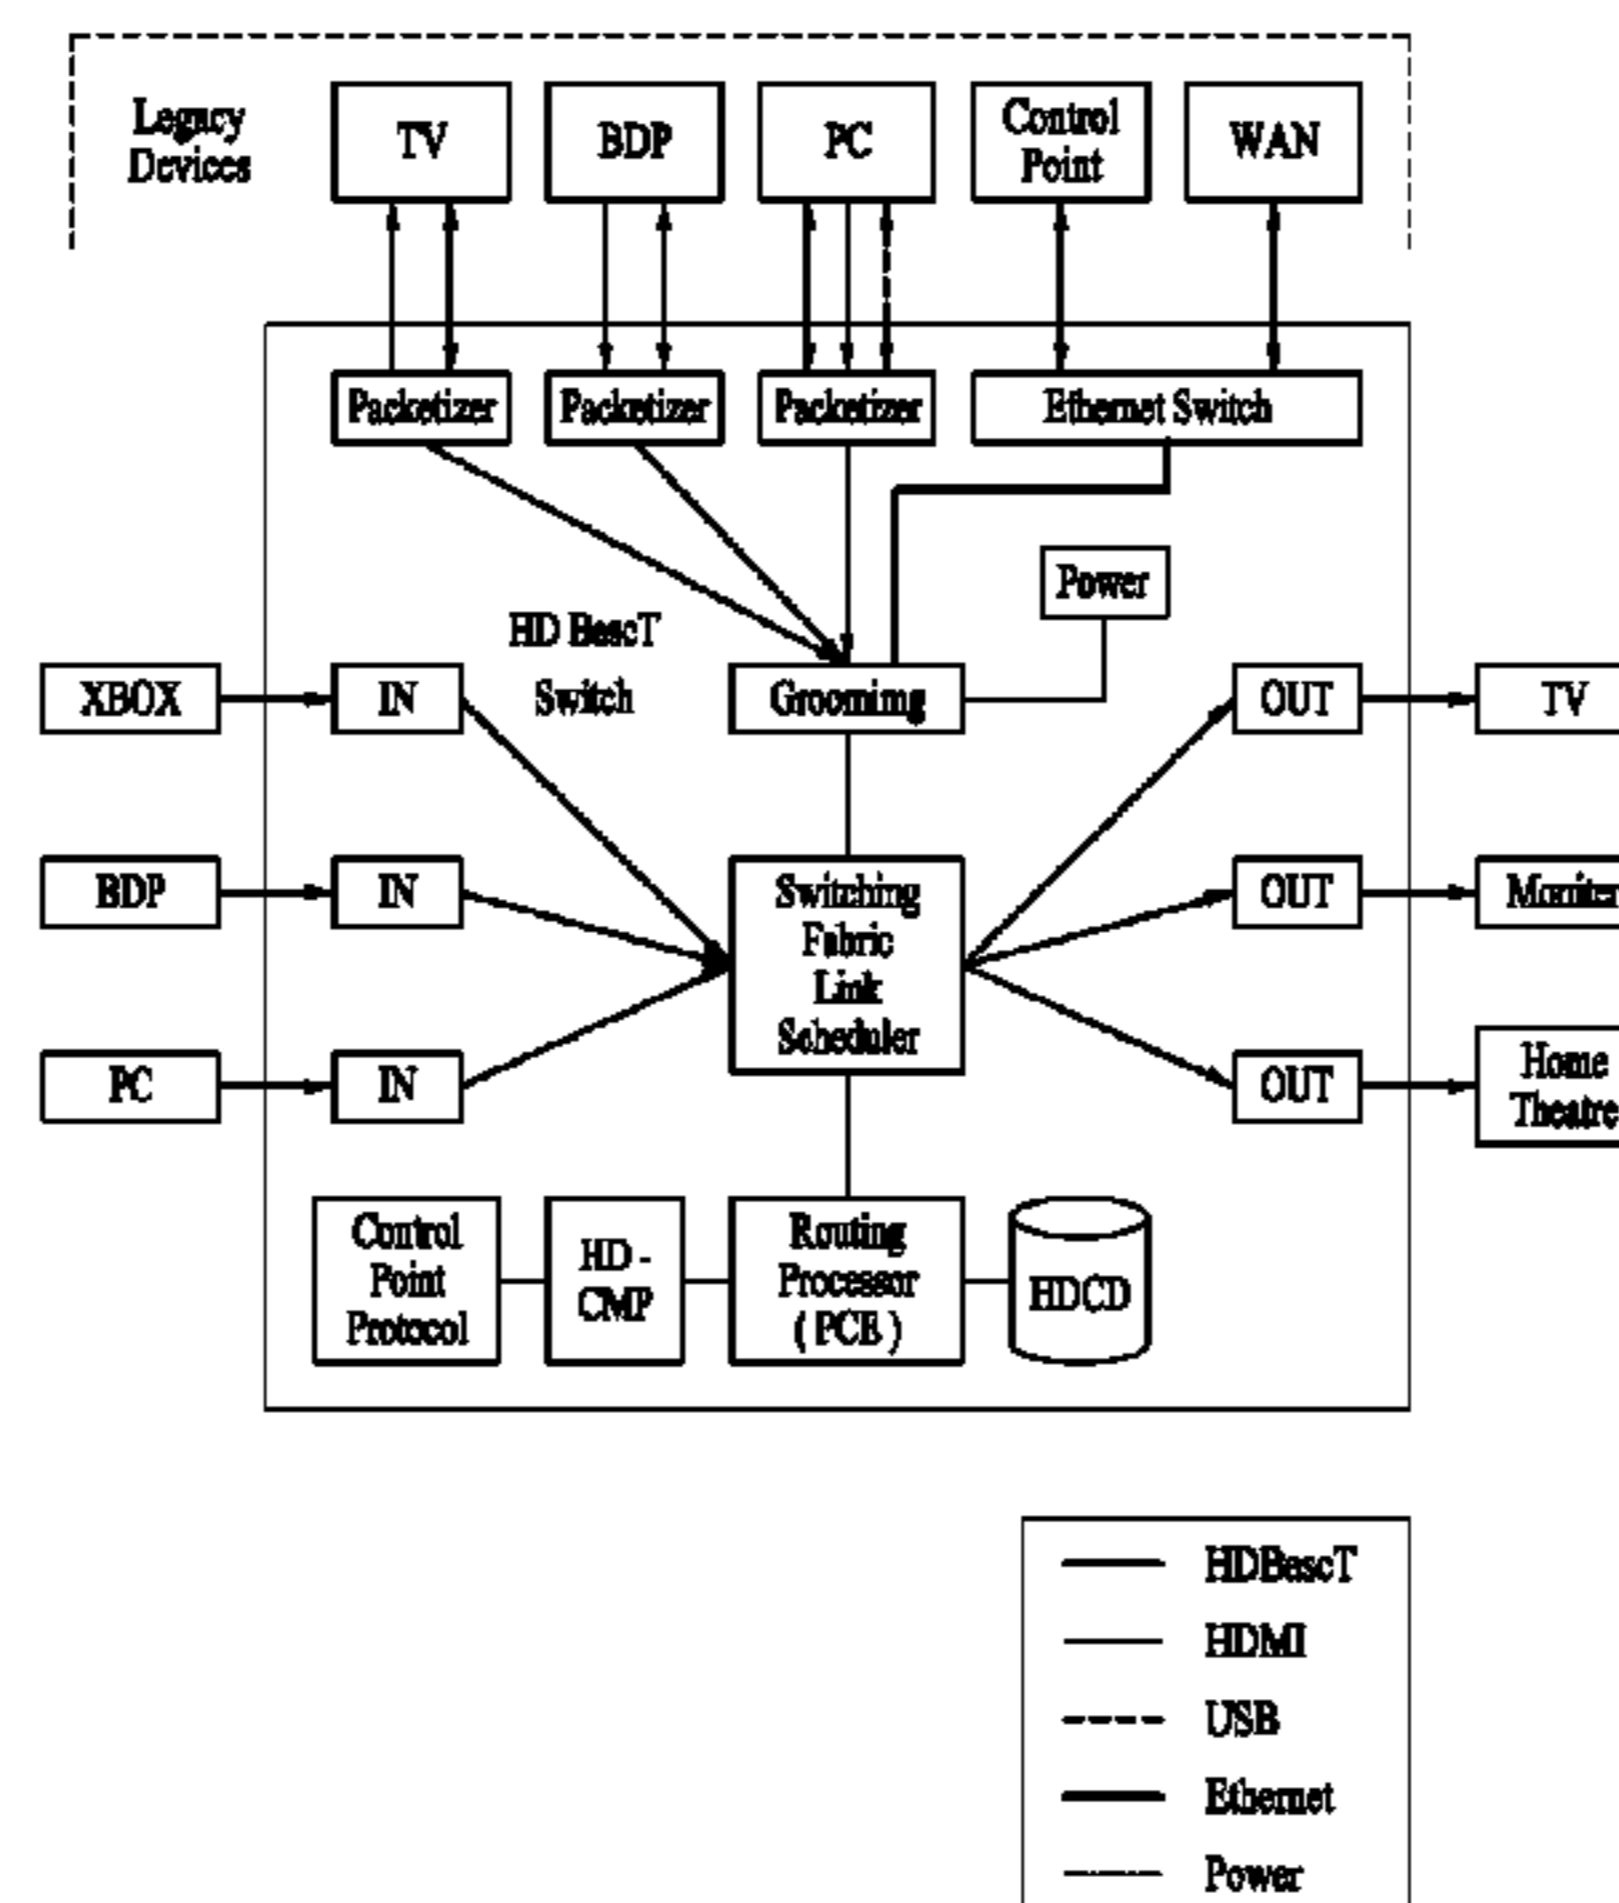 Legacy
Devices
TV
BDP
PC
Control
Point
WAN
Packetizer
Packetizer
Packetizer
Ethernet Switch
Power
HD BaseT
Switch
XBOX
IN
Grooming
OUT
TV
BDP
IN
Switching
Fabric
Link
Scheduler
OUT
Moniter
PC
IN
OUT
Home
Theatre
Control
Point
Protocol
HD -
CMP
Routing
Processor
( PCE )
HDCD
HDBaseT
HDMI
USB
Ethernet
Power